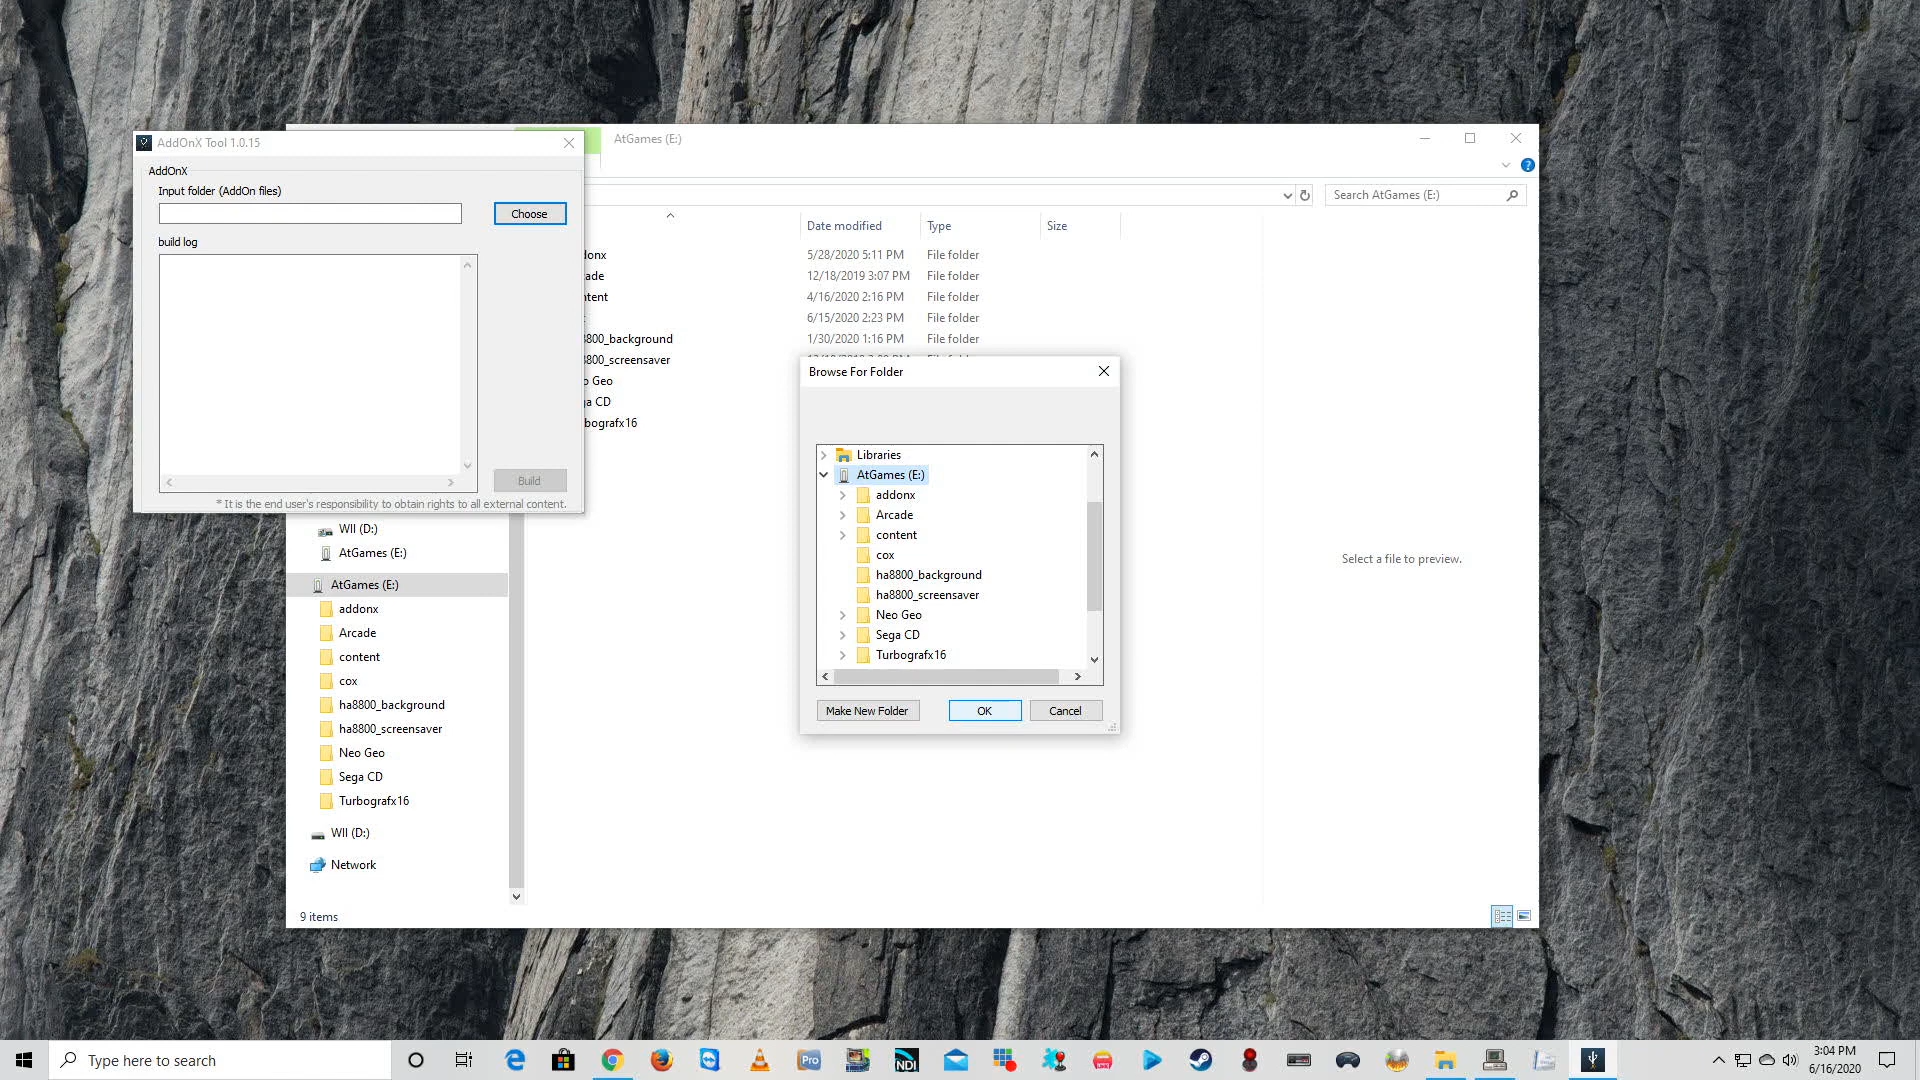 AddOnX Tool 1.0.15
AddOnX
Input folder (AddOn files)
Choose
build log
Build
* It is the end user's responsibility to obtain rights to all external content.
AtGames (E:)
Search AtGames (E:)
Date modified Type Size
5/28/2020 5:11 PM File folder
12/18/2019 3:07 PM File folder
4/16/2020 2:16 PM File folder
6/15/2020 2:23 PM File folder
800_background 1/30/2020 1:16 PM File folder
800_screensaver
Geo
CD
bografx16
Browse For Folder
Libraries
AtGames (E:)
addonx
Arcade
content
cox
ha8800_background
ha8800_screensaver
Neo Geo
Sega CD
Turbografx16
Make New Folder OK Cancel
WII (D:)
AtGames (E:)
AtGames (E:)
addonx
Arcade
content
cox
ha8800_background
ha8800_screensaver
Neo Geo
Sega CD
Turbografx16
WII (D:)
Network
Select a file to preview.
9 items
Type here to search
Pro
NDI
3:04 PM
6/16/2020